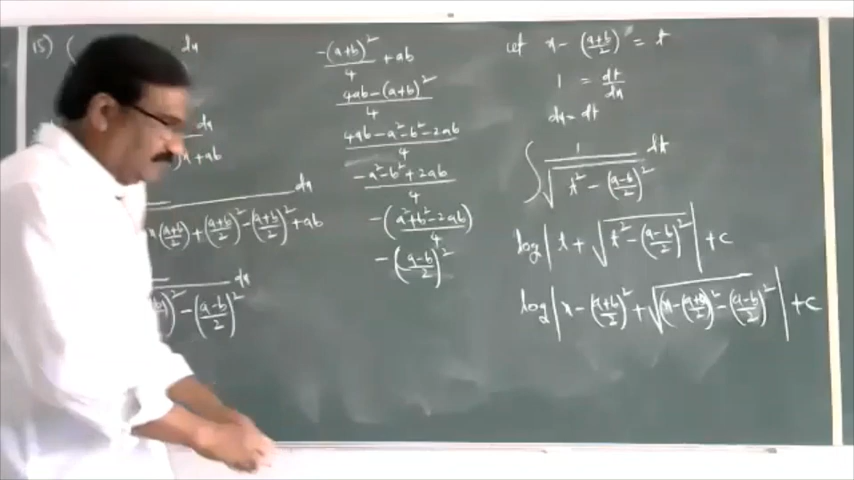 15) ( dx
dx
) x + ab
dx
x (a+b/2) + (a+b/2)² - (a+b/2)² + ab
dx
)² - (a-b/2)²
-(a+b)²/4 + ab
4ab - (a+b)²/4
4ab - a² - b² - 2ab/4
-a² - b² + 2ab/4
-(a² + b² - 2ab/4)
-(a-b/2)²
let x - (a+b/2) = t
1 = dt/dx
dx = dt
∫ 1/√(t² - (a-b/2)²) dt
log | t + √(t² - (a-b/2)²) | + c
log | x - (a+b/2)² + √((x - (a+b/2))² - (a-b/2)²) | + c